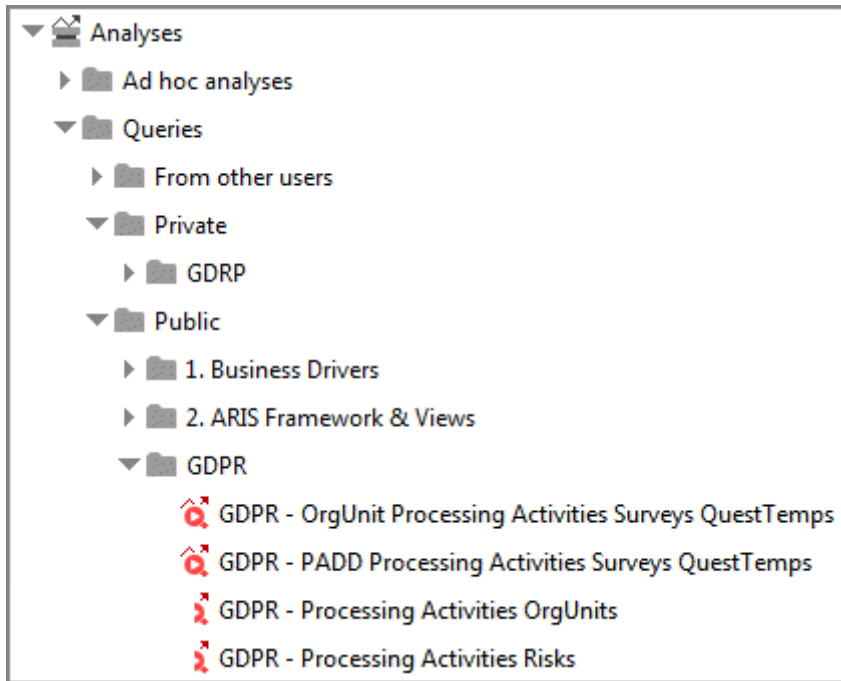 Analyses
Ad hoc analyses
Queries
From other users
Private
GDRP
Public
1. Business Drivers
2. ARIS Framework & Views
GDPR
GDPR - OrgUnit Processing Activities Surveys QuestTemps
GDPR - PADD Processing Activities Surveys QuestTemps
GDPR - Processing Activities OrgUnits
GDPR - Processing Activities Risks